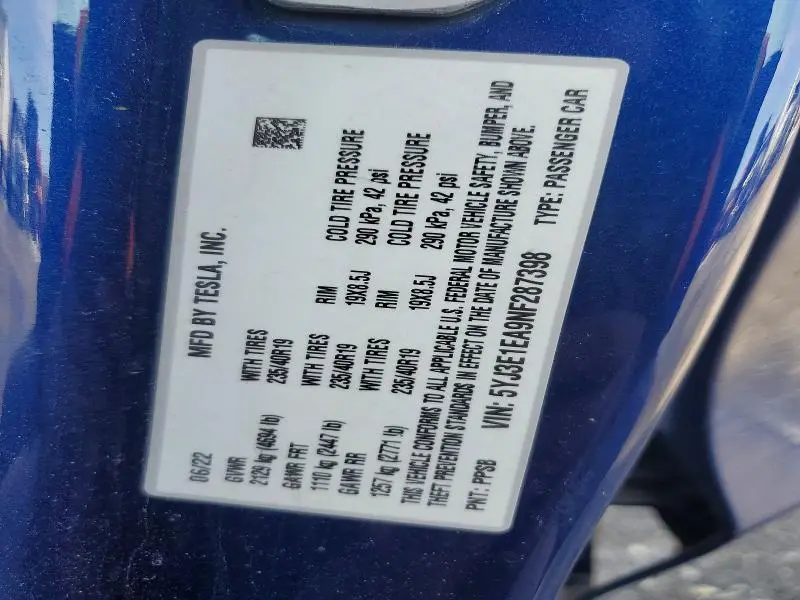 MFD BY TESLA, INC.
06/22
GVWR WITH TIRES RIM COLD TIRE PRESSURE
2129 kg (4694 lb) 235/40R19 19X8.5J 290 kPa, 42 psi
GAWR FRT WITH TIRES RIM COLD TIRE PRESSURE
1110 kg (2447 lb) 235/40R19 19X8.5J 290 kPa, 42 psi
GAWR RR WITH TIRES
1257 kg (2771 lb) 235/40R19
THIS VEHICLE CONFORMS TO ALL APPLICABLE U.S. FEDERAL MOTOR VEHICLE SAFETY, BUMPER, AND
THEFT PREVENTION STANDARDS IN EFFECT ON THE DATE OF MANUFACTURE SHOWN ABOVE.
PNT: PPSB VIN: 5YJ3E1EA9NF287398 TYPE: PASSENGER CAR